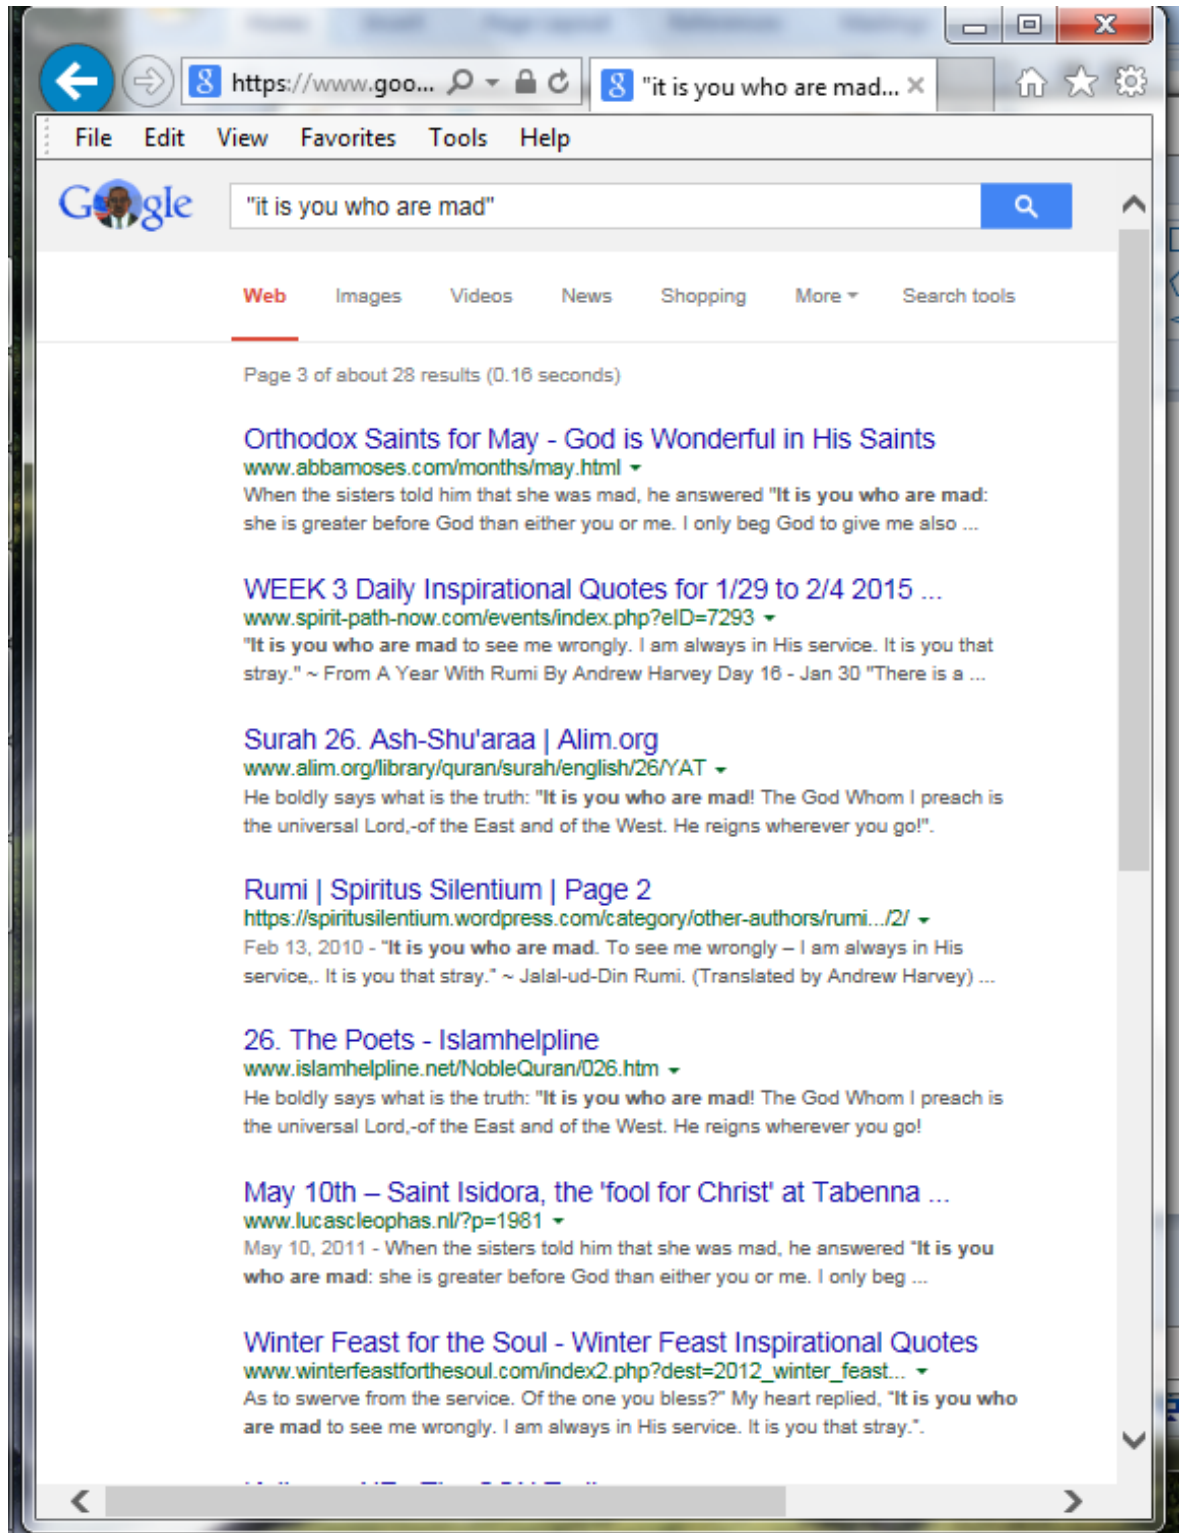 https://www.goo...
"it is you who are mad...
File Edit View Favorites Tools Help
Google
"it is you who are mad"
Web Images Videos News Shopping More Search tools
Page 3 of about 28 results (0.16 seconds)
Orthodox Saints for May - God is Wonderful in His Saints
www.abbamoses.com/months/may.html
When the sisters told him that she was mad, he answered "It is you who are mad:
she is greater before God than either you or me. I only beg God to give me also ...
WEEK 3 Daily Inspirational Quotes for 1/29 to 2/4 2015 ...
www.spirit-path-now.com/events/index.php?eID=7293
"It is you who are mad to see me wrongly. I am always in His service. It is you that
stray." ~ From A Year With Rumi By Andrew Harvey Day 16 - Jan 30 "There is a ...
Surah 26. Ash-Shu'araa | Alim.org
www.alim.org/library/quran/surah/english/26/YAT
He boldly says what is the truth: "It is you who are mad! The God Whom I preach is
the universal Lord,-of the East and of the West. He reigns wherever you go!".
Rumi | Spiritus Silentium | Page 2
https://spiritusilentium.wordpress.com/category/other-authors/rumi.../2/
Feb 13, 2010 - "It is you who are mad. To see me wrongly – I am always in His
service,. It is you that stray." ~ Jalal-ud-Din Rumi. (Translated by Andrew Harvey) ...
26. The Poets - Islamhelpline
www.islamhelpline.net/NobleQuran/026.htm
He boldly says what is the truth: "It is you who are mad! The God Whom I preach is
the universal Lord,-of the East and of the West. He reigns wherever you go!
May 10th – Saint Isidora, the 'fool for Christ' at Tabenna ...
www.lucascleophas.nl/?p=1981
May 10, 2011 - When the sisters told him that she was mad, he answered "It is you
who are mad: she is greater before God than either you or me. I only beg ...
Winter Feast for the Soul - Winter Feast Inspirational Quotes
www.winterfeastforthesoul.com/index2.php?dest=2012_winter_feast...
As to swerve from the service. Of the one you bless?" My heart replied, "It is you who
are mad to see me wrongly. I am always in His service. It is you that stray.".